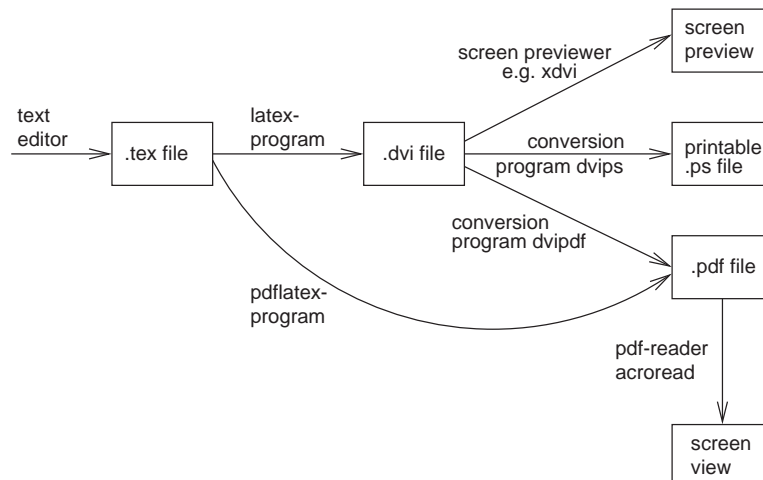 text
editor
.tex file
latex-
program
.dvi file
screen previewer
e.g. xdvi
screen
preview
conversion
program dvips
printable
.ps file
conversion
program dvipdf
.pdf file
pdflatex-
program
pdf-reader
acroread
screen
view